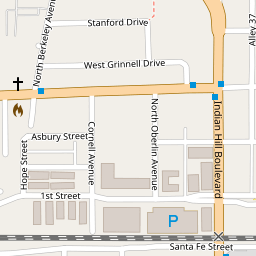 Stanford Drive
Alley 37
North Berkeley Avenue
West Grinnell Drive
Asbury Street
Hope Street
Cornell Avenue
North Oberlin Avenue
Indian Hill Boulevard
1st Street
P
Santa Fe Street